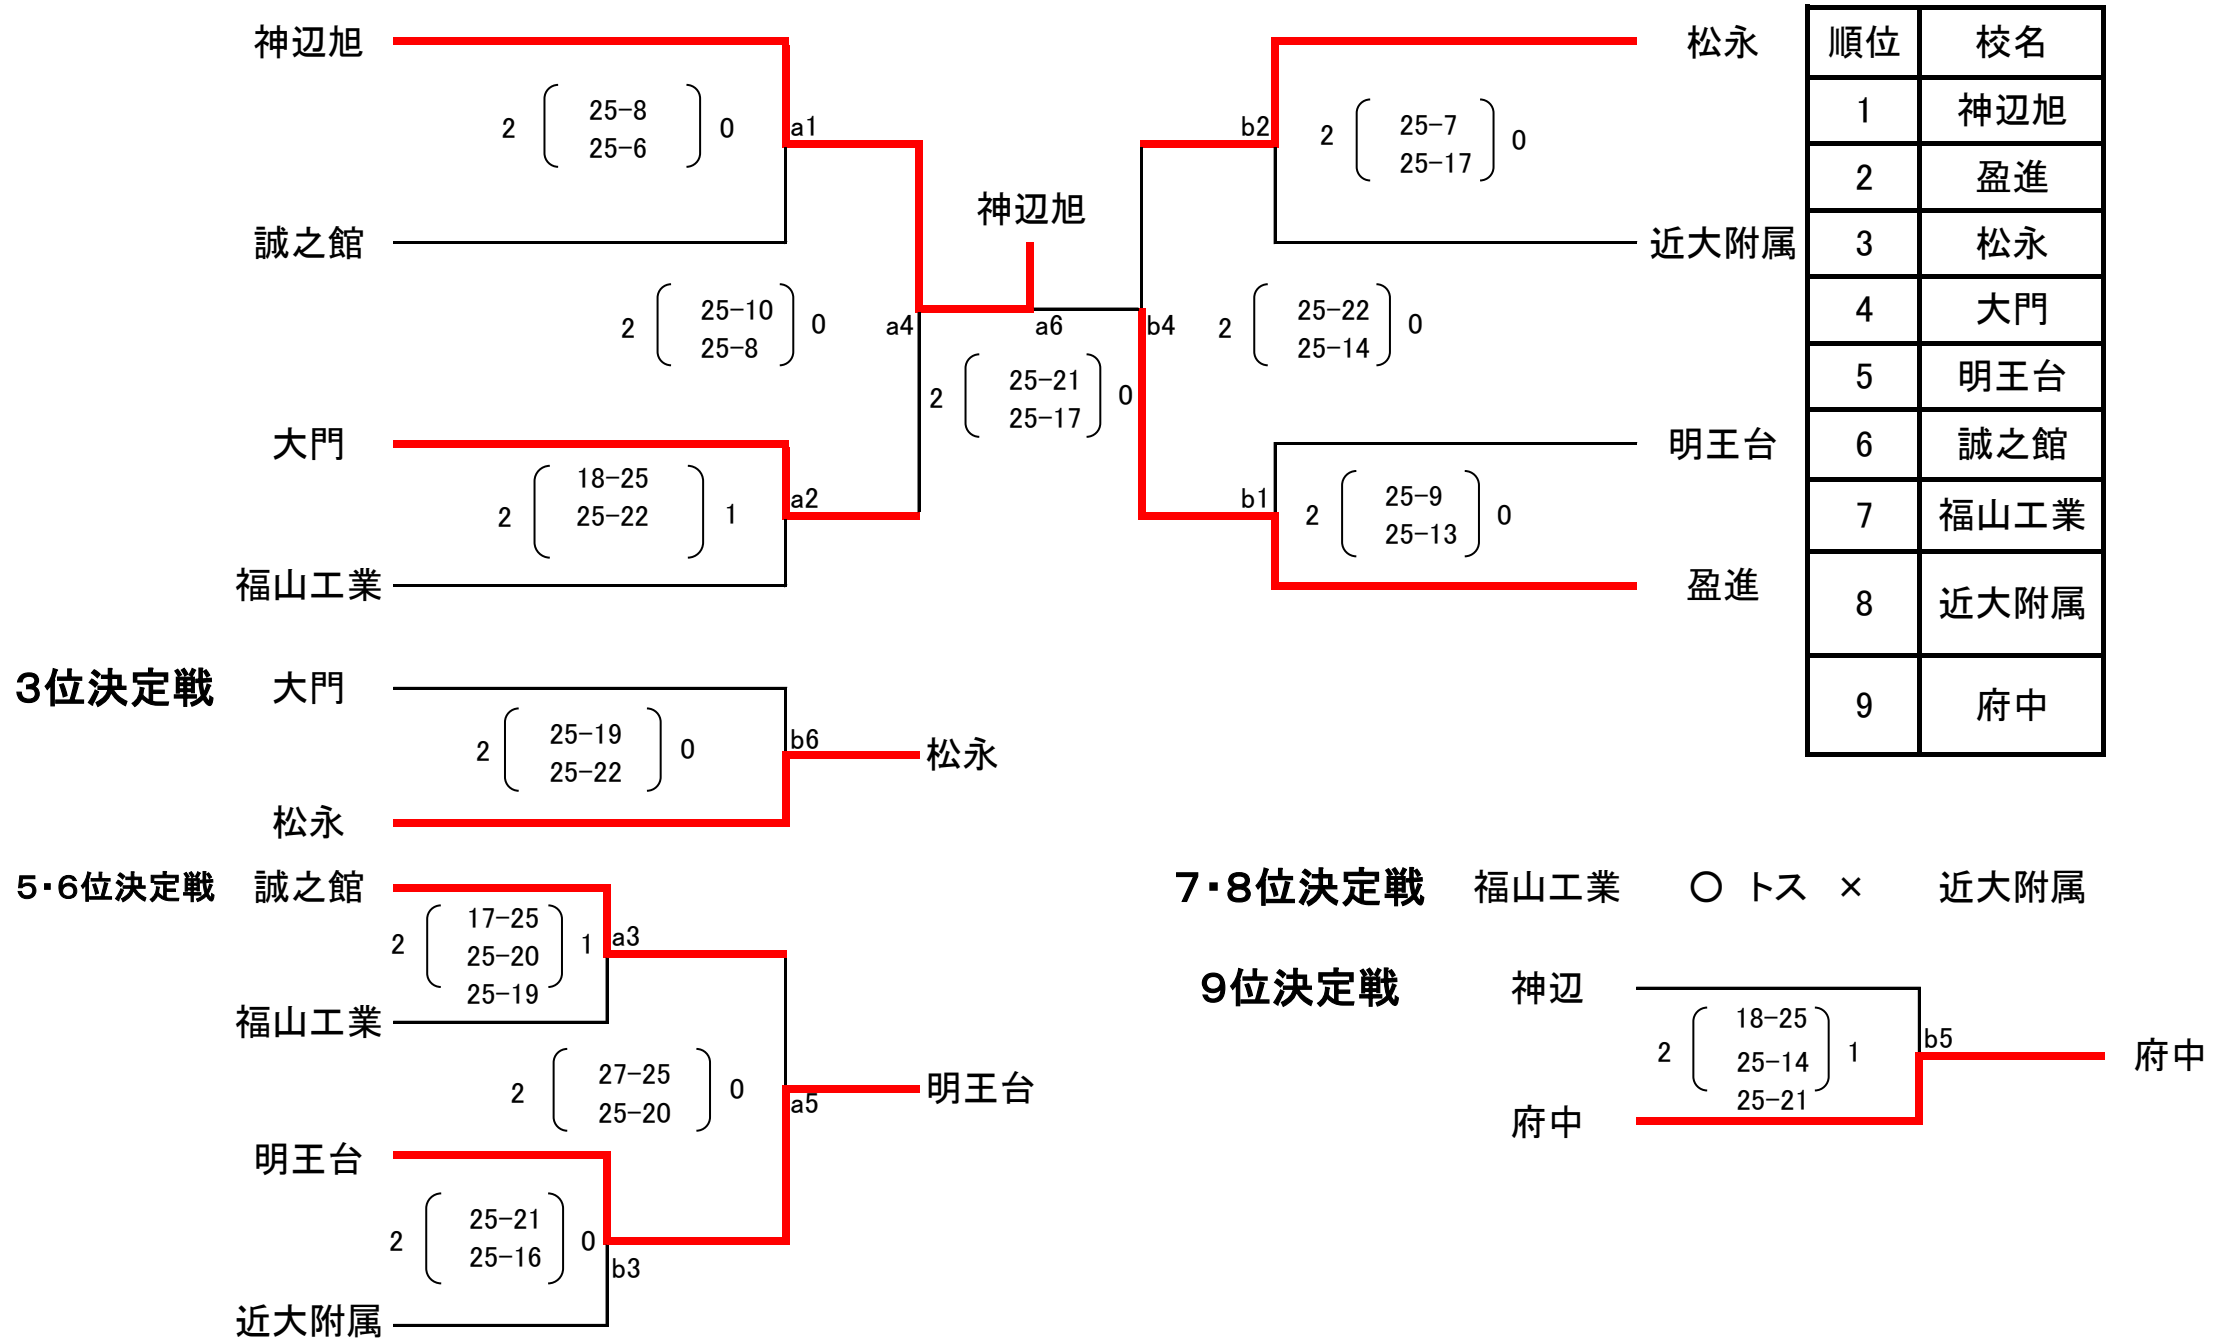 神辺旭
2 25-8 0
25-6
a1
誠之館
2 25-10 0
25-8
a4
大門
2 18-25 1
25-22
a2
福山工業
神辺旭
a6
2 25-21 0
25-17
松永
b2
2 25-7 0
25-17
近大附属
b4
2 25-22 0
25-14
明王台
b1
2 25-9 0
25-13
盈進
順位 校名
1 神辺旭
2 盈進
3 松永
4 大門
5 明王台
6 誠之館
7 福山工業
8 近大附属
9 府中
3位決定戦 大門
2 25-19 0
25-22
b6
松永
松永
5・6位決定戦 誠之館
2 17-25 1
25-20
25-19
a3
福山工業
2 27-25 0
25-20
a5
明王台
明王台
2 25-21 0
25-16
b3
近大附属
7・8位決定戦 福山工業 〇 トス × 近大附属
9位決定戦 神辺
2 18-25 1
25-14
25-21
b5
府中
府中